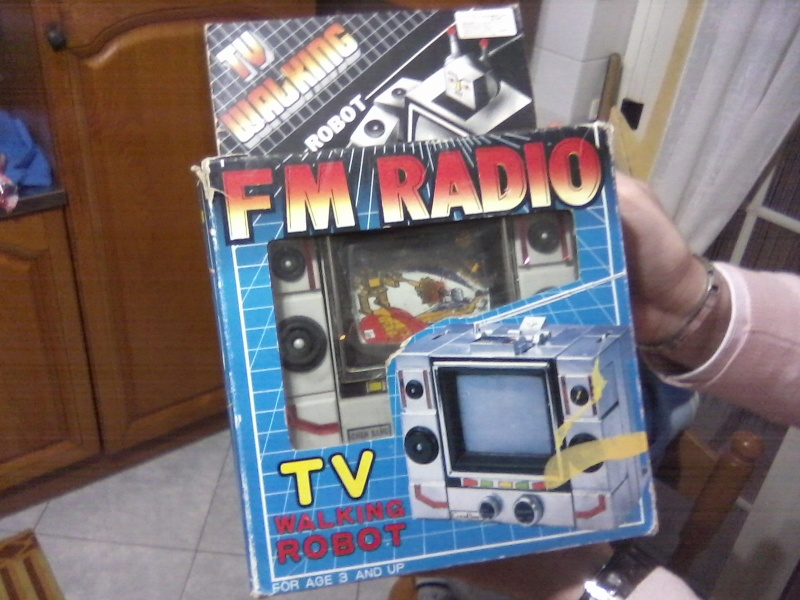 TV
WALKING
ROBOT
FM RADIO
TV
WALKING
ROBOT
FOR AGE 3 AND UP